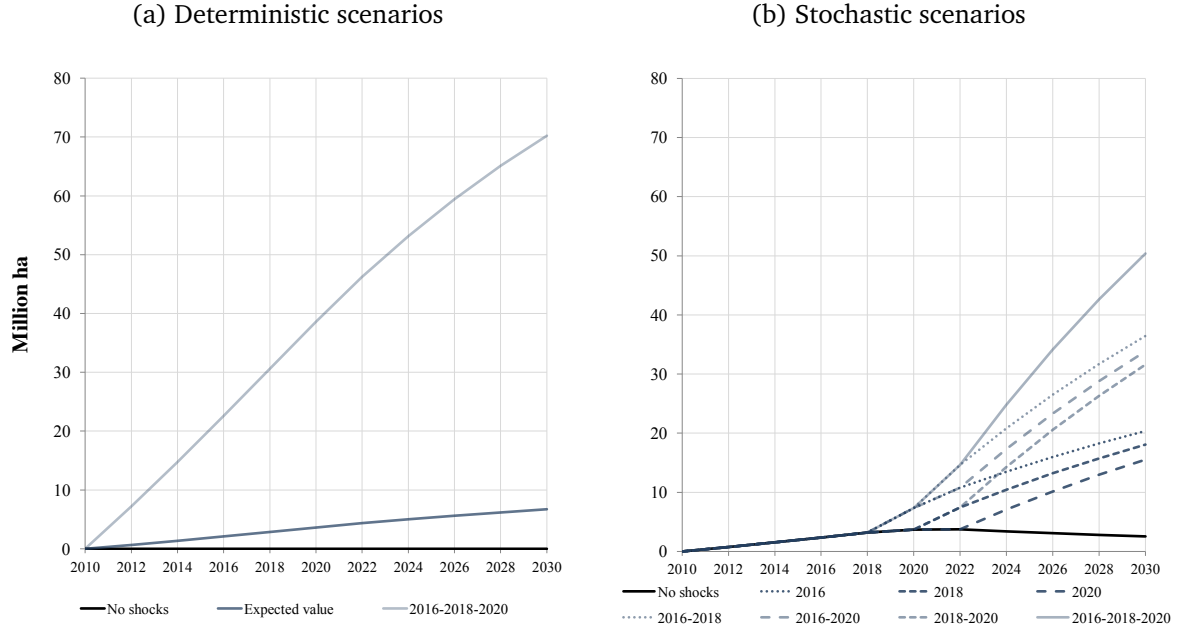 (a) Deterministic scenarios
(b) Stochastic scenarios
Million ha
80
70
60
50
40
30
20
10
0
2010 2012 2014 2016 2018 2020 2022 2024 2026 2028 2030
No shocks Expected value 2016-2018-2020
80
70
60
50
40
30
20
10
0
2010 2012 2014 2016 2018 2020 2022 2024 2026 2028 2030
No shocks 2016 2018 2020
2016-2018 2016-2020 2018-2020 2016-2018-2020